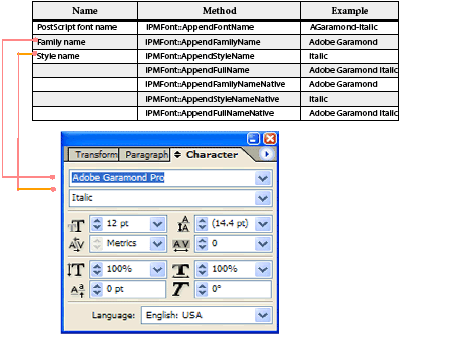 Name Method Example
PostScript font name IPMFont::AppendFontName AGaramond-Italic
Family name IPMFont::AppendFamilyName Adobe Garamond
Style name IPMFont::AppendStyleName Italic
IPMFont::AppendFullName Adobe Garamond Italic
IPMFont::AppendFamilyNameNative Adobe Garamond
IPMFont::AppendStyleNameNative Italic
IPMFont::AppendFullNameNative Adobe Garamond Italic
Transform Paragraph Character
Adobe Garamond Pro
Italic
12 pt (14.4 pt)
Metrics 0
100% 100%
0 pt 0°
Language: English: USA